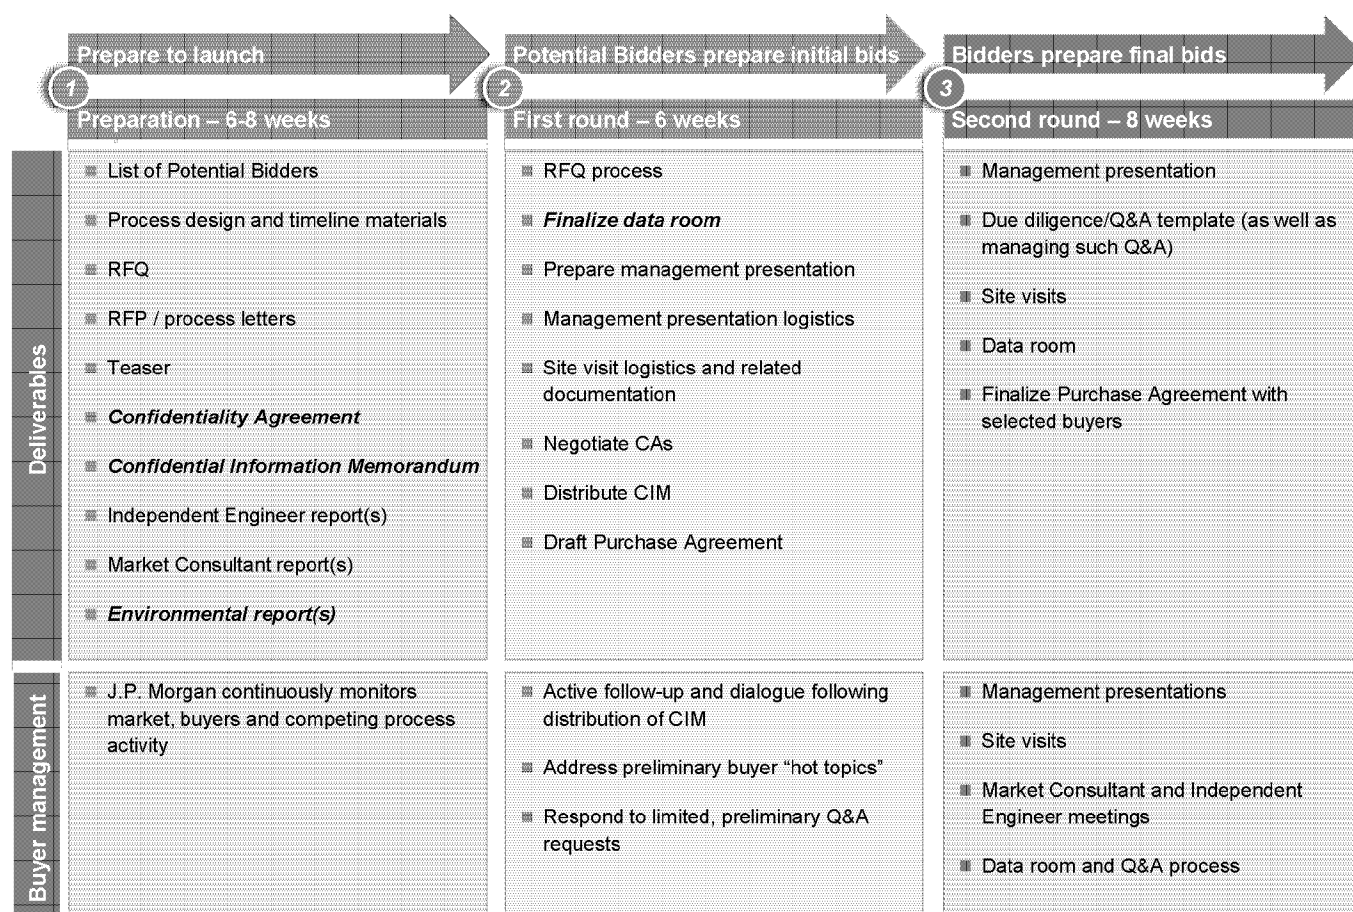 Prepare to launch
1
Preparation – 6-8 weeks
Potential Bidders prepare initial bids
2
First round – 6 weeks
Bidders prepare final bids
3
Second round – 8 weeks
Deliverables
List of Potential Bidders
Process design and timeline materials
RFQ
RFP / process letters
Teaser
Confidentiality Agreement
Confidential Information Memorandum
Independent Engineer report(s)
Market Consultant report(s)
Environmental report(s)
RFQ process
Finalize data room
Prepare management presentation
Management presentation logistics
Site visit logistics and related
documentation
Negotiate CAs
Distribute CIM
Draft Purchase Agreement
Management presentation
Due diligence/Q&A template (as well as
managing such Q&A)
Site visits
Data room
Finalize Purchase Agreement with
selected buyers
Buyer management
J.P. Morgan continuously monitors
market, buyers and competing process
activity
Active follow-up and dialogue following
distribution of CIM
Address preliminary buyer “hot topics”
Respond to limited, preliminary Q&A
requests
Management presentations
Site visits
Market Consultant and Independent
Engineer meetings
Data room and Q&A process